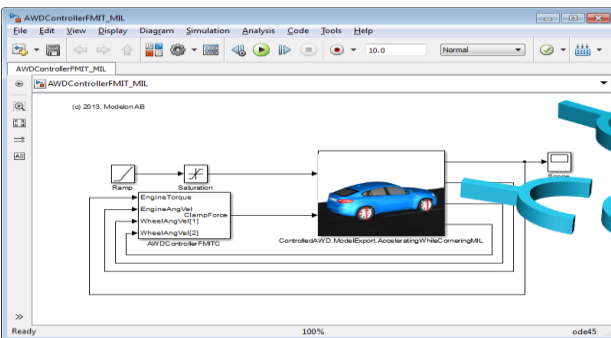 AWDControllerFMIT_MIL
File Edit View Display Diagram Simulation Analysis Code Tools Help
10.0 Normal
AWDControllerFMIT_MIL
AWDControllerFMIT_MIL
(c) 2013, Modelon AB
Ramp
Saturation
Scope
EngineTorque
EngineAngVel
ClampForce
WheelAngVel[1]
WheelAngVel[2]
AWDControllerFMITC
ControlledAWD.ModelExport.AcceleratingWhileCorneringMIL
Ready 100% ode45